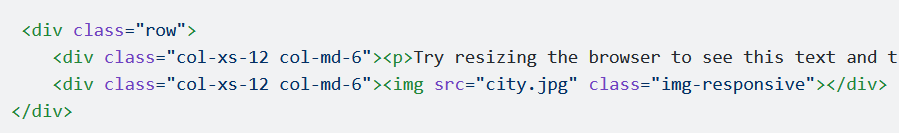 <div class="row">
<div class="col-xs-12 col-md-6"><p>Try resizing the browser to see this text and t
<div class="col-xs-12 col-md-6"><img src="city.jpg" class="img-responsive"></div>
</div>